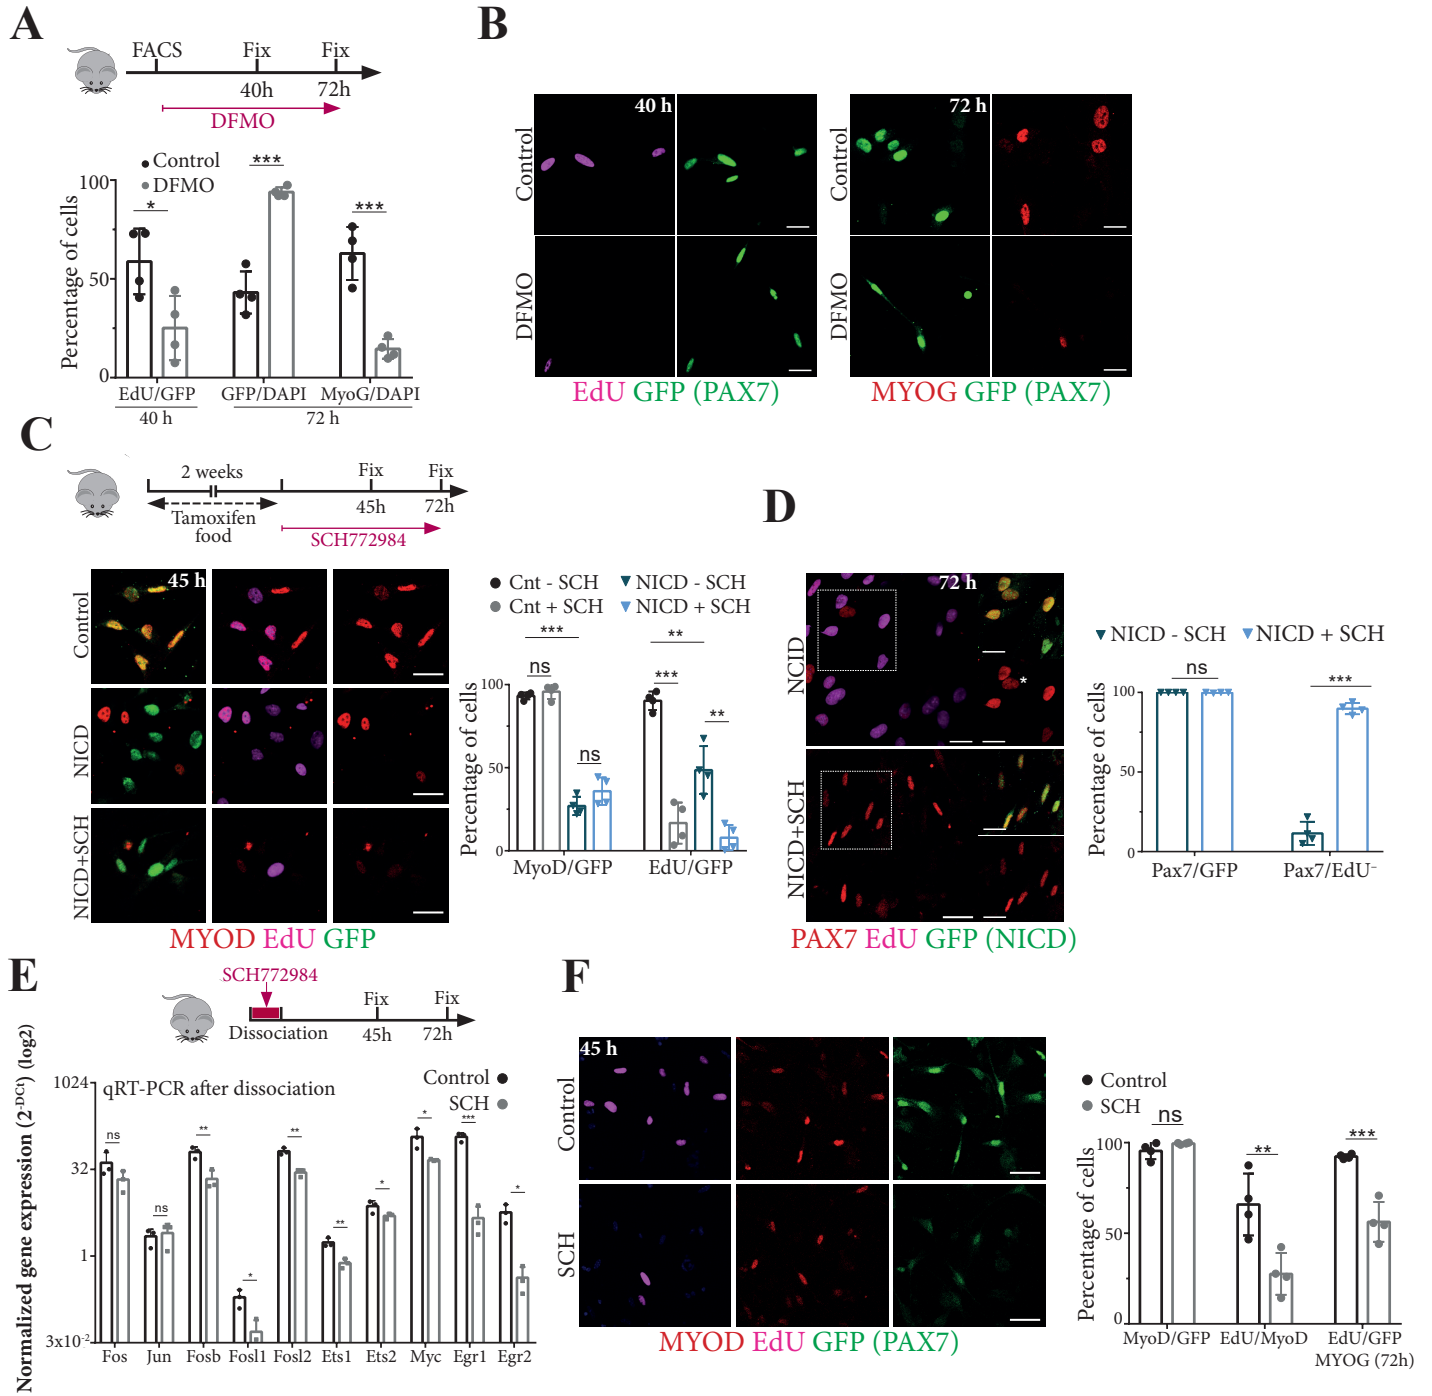 A
FACS Fix Fix
40h 72h
DFMO
Control
DFMO
Percentage of cells
100
50
0
* *** ***
EdU/GFP GFP/DAPI MyoG/DAPI
40 h 72 h
B
40 h 72 h
Control Control
DFMO DFMO
EdU GFP (PAX7) MYOG GFP (PAX7)
C
2 weeks Fix Fix
Tamoxifen food 45h 72h
SCH772984
45 h
Control
NICD
NICD+SCH
MYOD EdU GFP
Cnt - SCH NICD - SCH
Cnt + SCH NICD + SCH
Percentage of cells
100
50
0
*** ns ns ** *** **
MyoD/GFP EdU/GFP
D
72 h
NCID
*
NICD+SCH
PAX7 EdU GFP (NICD)
NICD - SCH NICD + SCH
Percentage of cells
100
50
0
ns ***
Pax7/GFP Pax7/EdU⁻
E
SCH772984
Fix Fix
Dissociation 45h 72h
Normalized gene expression (2^-DCt) (log2)
qRT-PCR after dissociation
Control
SCH
1024
32
1
3x10⁻²
ns ns ** * ** ** * * *** *
Fos Jun Fosb Fosl1 Fosl2 Ets1 Ets2 Myc Egr1 Egr2
F
45 h
Control
SCH
MYOD EdU GFP (PAX7)
Control
SCH
Percentage of cells
100
50
0
ns ** ***
MyoD/GFP EdU/MyoD EdU/GFP
MYOG (72h)